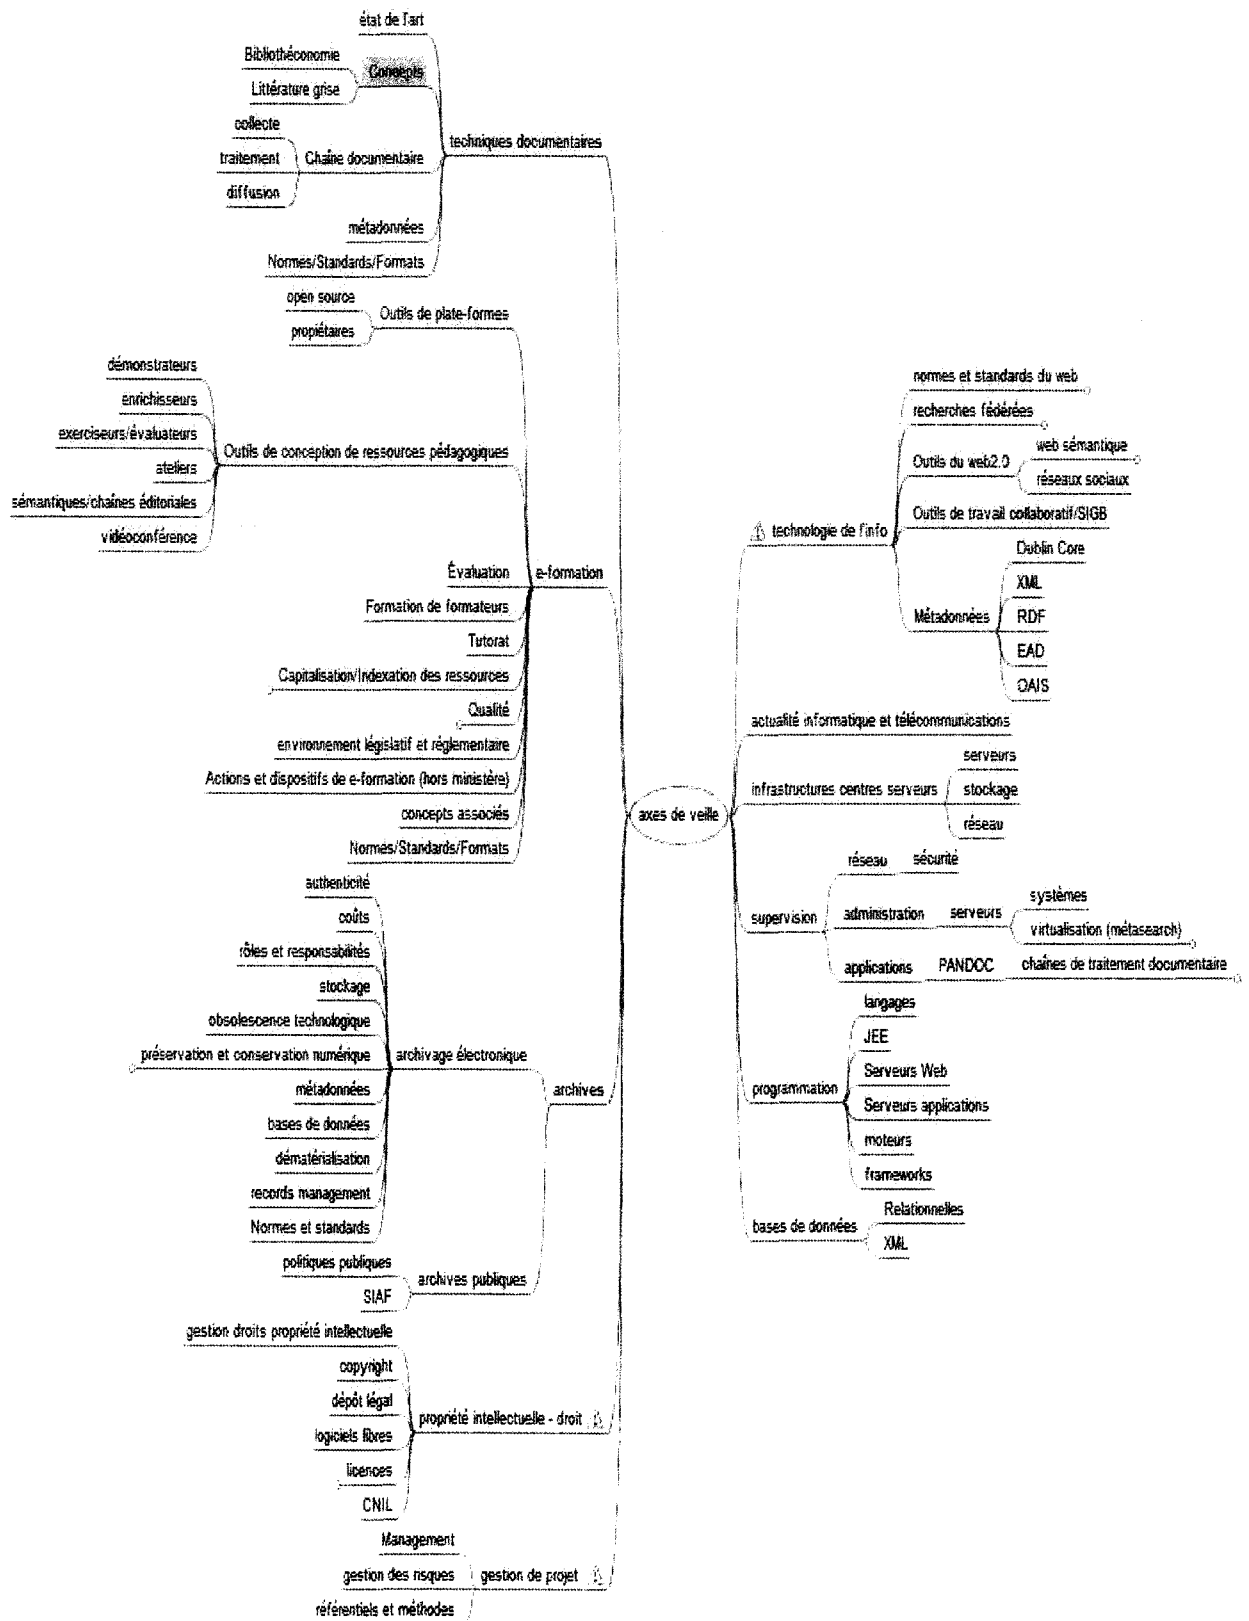 état de l'art
Bibliothéconomie
Concepts
Littérature grise
collecte
techniques documentaires
traitement
Chaîne documentaire
diffusion
métadonnées
Normes/Standards/Formats
open source
Outils de plate-formes
propiétaires
démonstrateurs
enrichisseurs
exerciseurs/évaluateurs
Outils de conception de ressources pédagogiques
ateliers
sémantiques/chaînes éditoriales
vidéoconférence
Évaluation
e-formation
Formation de formateurs
Tutorat
Capitalisation/Indexation des ressources
Qualité
environnement législatif et réglementaire
Actions et dispositifs de e-formation (hors ministère)
concepts associés
Normes/Standards/Formats
authenticité
coûts
rôles et responsabilités
stockage
obsolescence technologique
préservation et conservation numérique
archivage électronique
métadonnées
archives
bases de données
dématérialisation
records management
Normes et standards
politiques publiques
archives publiques
SIAF
gestion droits propriété intellectuelle
copyright
dépôt légal
propriété intellectuelle - droit
logiciels libres
licences
CNIL
Management
gestion des risques
gestion de projet
référentiels et méthodes
axes de veille
normes et standards du web
recherches fédérées
web sémantique
Outils du web2.0
réseaux sociaux
Outils de travail collaboratif/SIGB
technologie de l'info
Dublin Core
XML
Métadonnées
RDF
EAD
OAIS
actualité informatique et télécommunications
serveurs
infrastructures centres serveurs
stockage
réseau
réseau
sécurité
supervision
administration
serveurs
systèmes
virtualisation (métasearch)
applications
PANDOC
chaînes de traitement documentaire
langages
JEE
Serveurs Web
programmation
Serveurs applications
moteurs
frameworks
Relationnelles
bases de données
XML